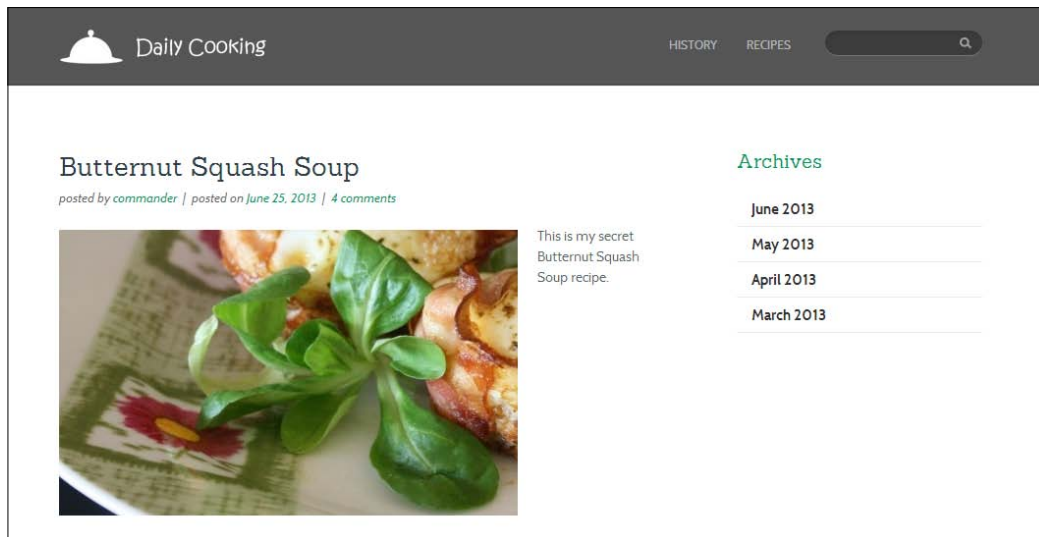 Daily Cooking
HISTORY RECIPES
Butternut Squash Soup
posted by commander | posted on June 25, 2013 | 4 comments
This is my secret
Butternut Squash
Soup recipe.
Archives
June 2013
May 2013
April 2013
March 2013